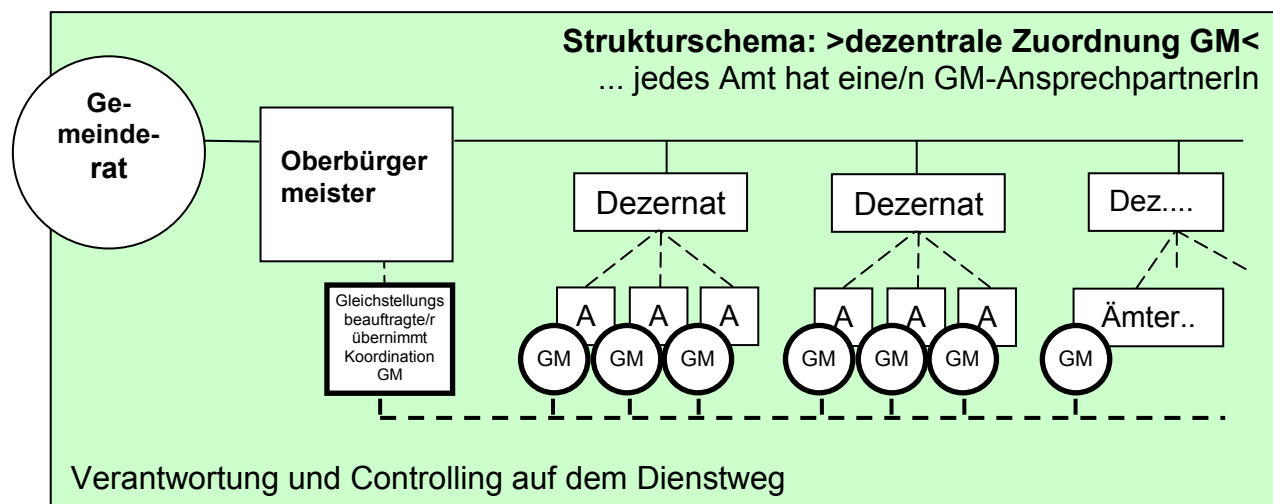 Strukturschema: >dezentrale Zuordnung GM<
... jedes Amt hat eine/n GM-AnsprechpartnerIn
Ge-
meinde-
rat
Oberbürger
meister
Dezernat
Dezernat
Dez....
Gleichstellungs
beauftragte/r
übernimmt
Koordination
GM
A
A
A
A
A
A
Ämter..
GM
GM
GM
GM
GM
GM
GM
Verantwortung und Controlling auf dem Dienstweg